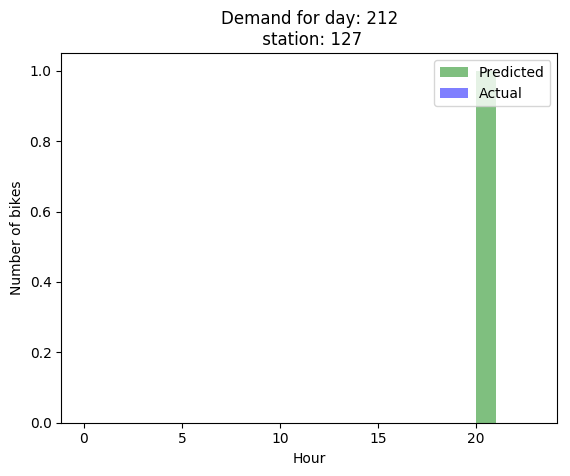 Demand for day: 212
station: 127
Predicted
Actual
1.0
0.8
0.6
0.4
0.2
0.0
Number of bikes
0 5 10 15 20
Hour